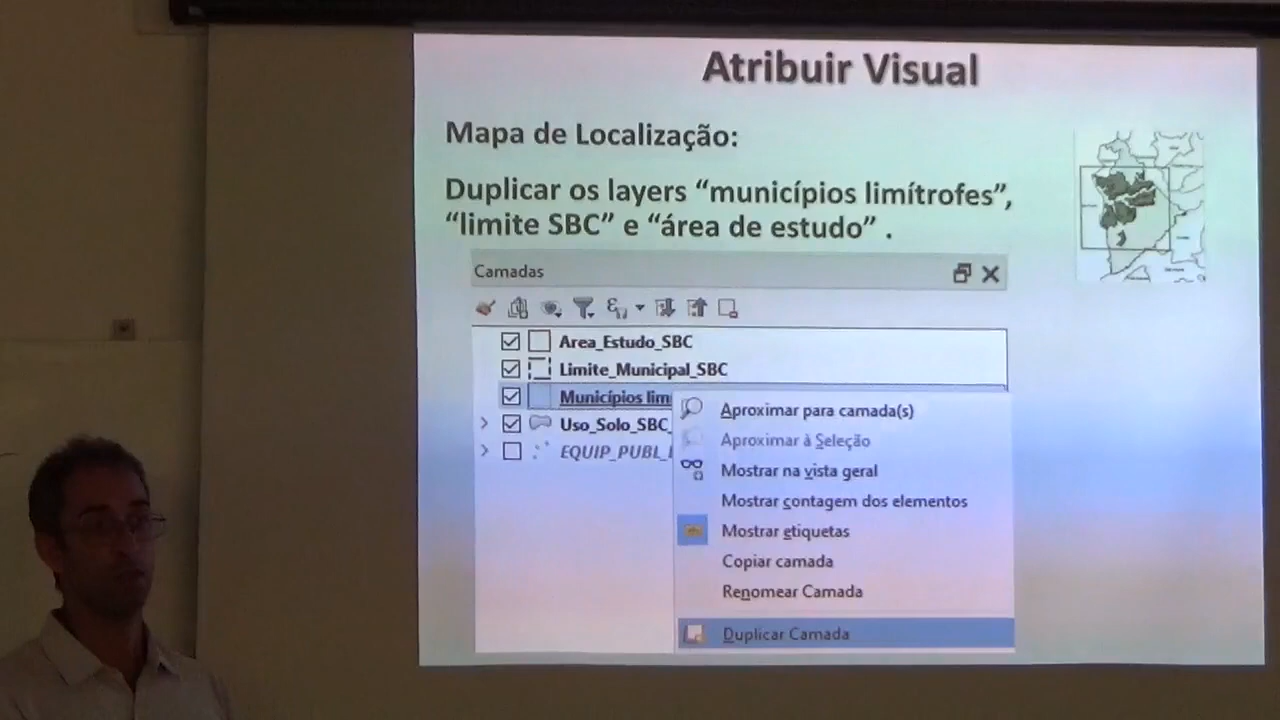 Atribuir Visual
Mapa de Localização:
Duplicar os layers “municípios limítrofes”,
“limite SBC” e “área de estudo” .
Camadas
Area_Estudo_SBC
Limite_Municipal_SBC
Municípios lim
Uso_Solo_SBC_
EQUIP_PUBL_
Aproximar para camada(s)
Aproximar à Seleção
Mostrar na vista geral
Mostrar contagem dos elementos
Mostrar etiquetas
Copiar camada
Renomear Camada
Duplicar Camada